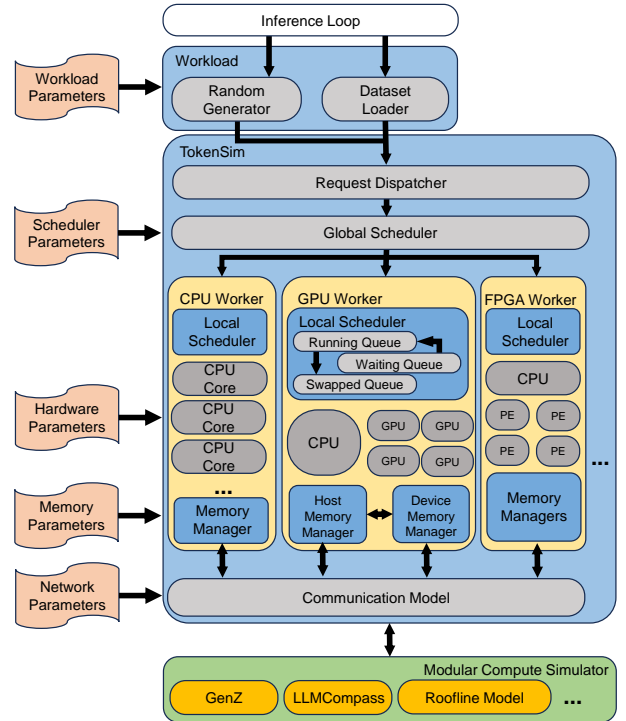 Inference Loop
Workload
Workload
Parameters
Random
Generator
Dataset
Loader
TokenSim
Request Dispatcher
Scheduler
Parameters
Global Scheduler
CPU Worker
GPU Worker
FPGA Worker
Local
Scheduler
Local Scheduler
Running Queue
Waiting Queue
Swapped Queue
Local
Scheduler
CPU
Core
CPU
Core
CPU
Core
...
Hardware
Parameters
CPU
GPU
GPU
GPU
GPU
CPU
PE
PE
PE
PE
...
Memory
Parameters
Memory
Manager
Host
Memory
Manager
Device
Memory
Manager
Memory
Managers
Network
Parameters
Communication Model
Modular Compute Simulator
GenZ
LLMCompass
Roofline Model
...